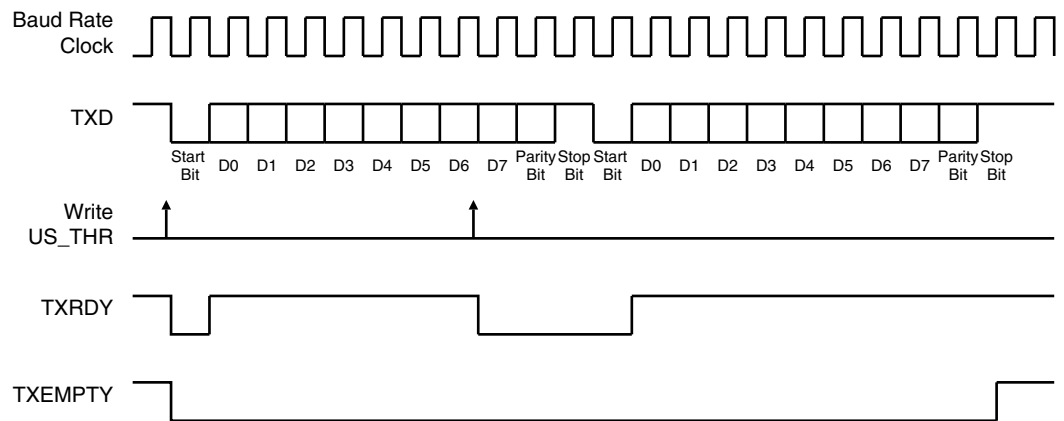 Baud Rate
Clock
TXD
Start Parity Stop Start Parity Stop
Bit D0 D1 D2 D3 D4 D5 D6 D7 Bit Bit Bit D0 D1 D2 D3 D4 D5 D6 D7 Bit Bit
Write
US_THR
TXRDY
TXEMPTY